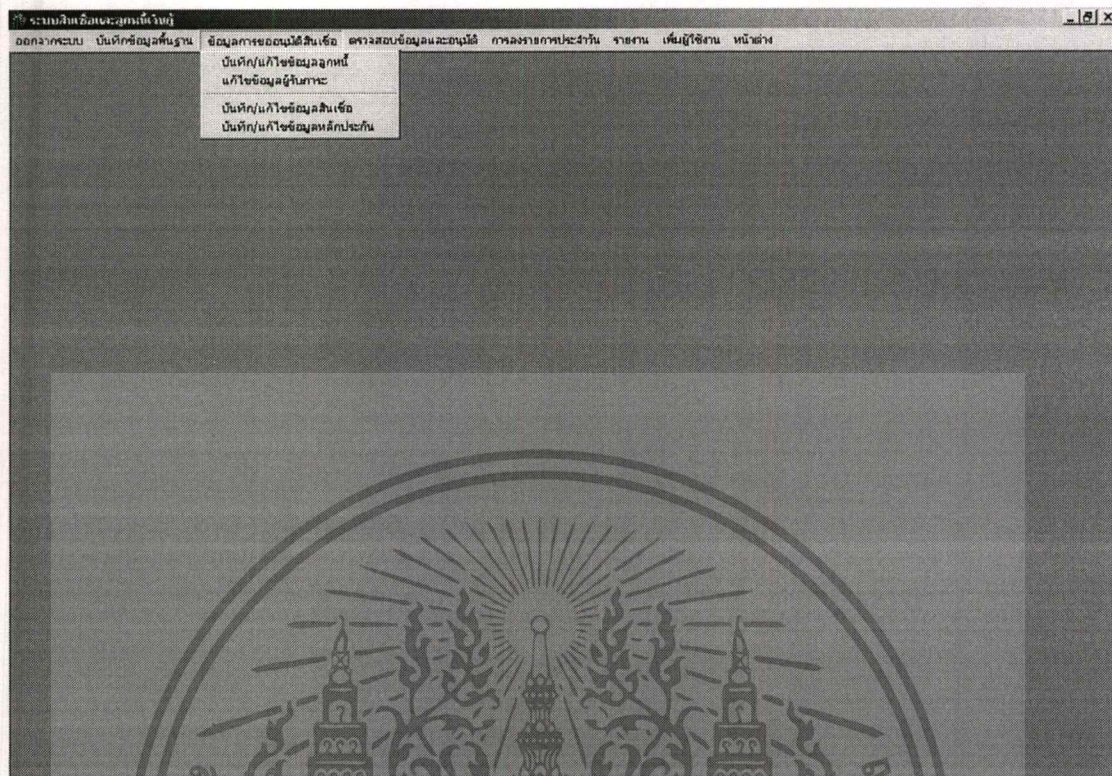 ระบบสินเชื่อและลูกหนี้เงินกู้
ออกจากระบบ บันทึกข้อมูลพื้นฐาน ข้อมูลการขออนุมัติสินเชื่อ ตรวจสอบข้อมูลและอนุมัติ การลงรายการประจำวัน รายงาน เพิ่มผู้ใช้งาน หน้าต่าง
บันทึก/แก้ไขข้อมูลลูกหนี้
แก้ไขข้อมูลผู้รับภาระ
บันทึก/แก้ไขข้อมูลสินเชื่อ
บันทึก/แก้ไขข้อมูลหลักประกัน